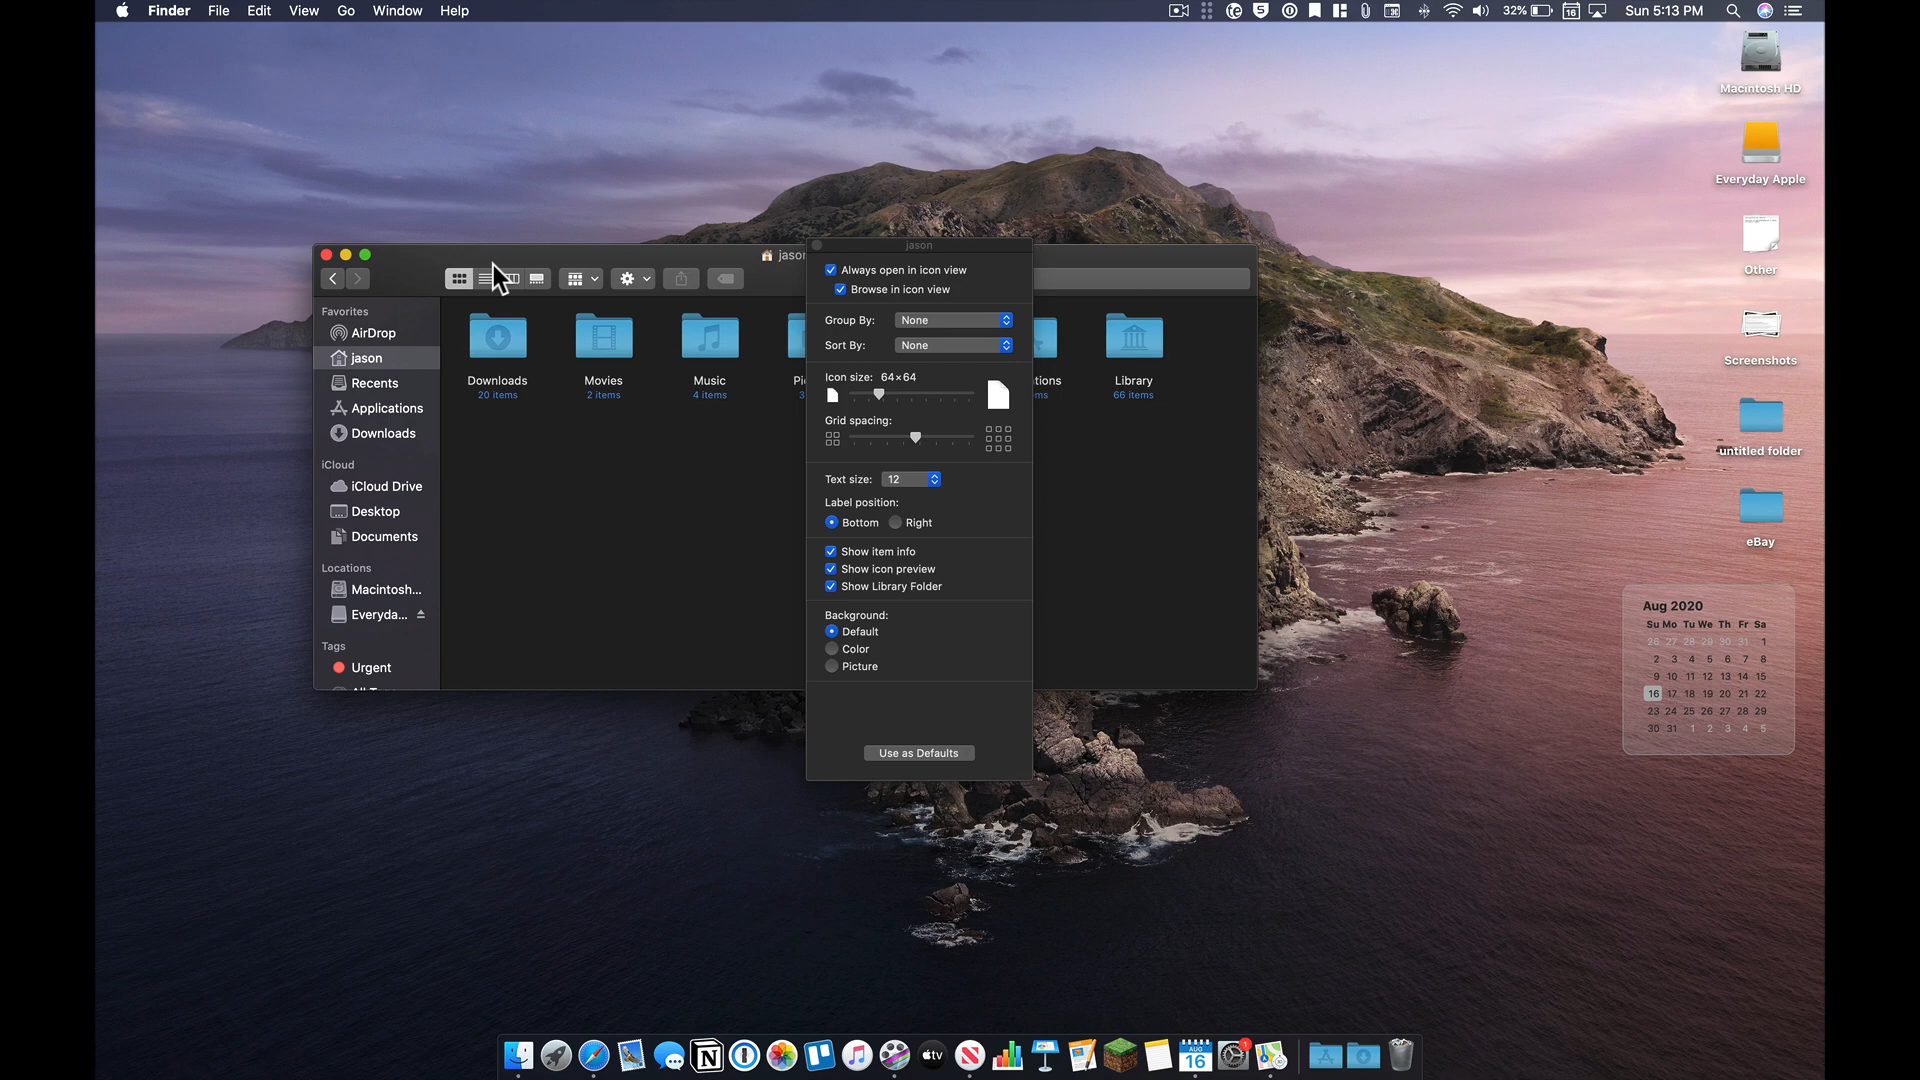 Finder File Edit View Go Window Help
32% 16 Sun 5:13 PM
Macintosh HD
Everyday Apple
Other
Screenshots
untitled folder
eBay
jason
Favorites
AirDrop
jason
Recents
Applications
Downloads
iCloud
iCloud Drive
Desktop
Documents
Locations
Macintosh...
Everyda...
Tags
Urgent
Downloads
20 items
Movies
2 items
Music
4 items
Library
66 items
jason
Always open in icon view
Browse in icon view
Group By: None
Sort By: None
Icon size: 64×64
Grid spacing:
Text size: 12
Label position:
Bottom Right
Show item info
Show icon preview
Show Library Folder
Background:
Default
Color
Picture
Use as Defaults
Aug 2020
Su Mo Tu We Th Fr Sa
26 27 28 29 30 31 1
2 3 4 5 6 7 8
9 10 11 12 13 14 15
16 17 18 19 20 21 22
23 24 25 26 27 28 29
30 31 1 2 3 4 5
tv
AUG
16
1